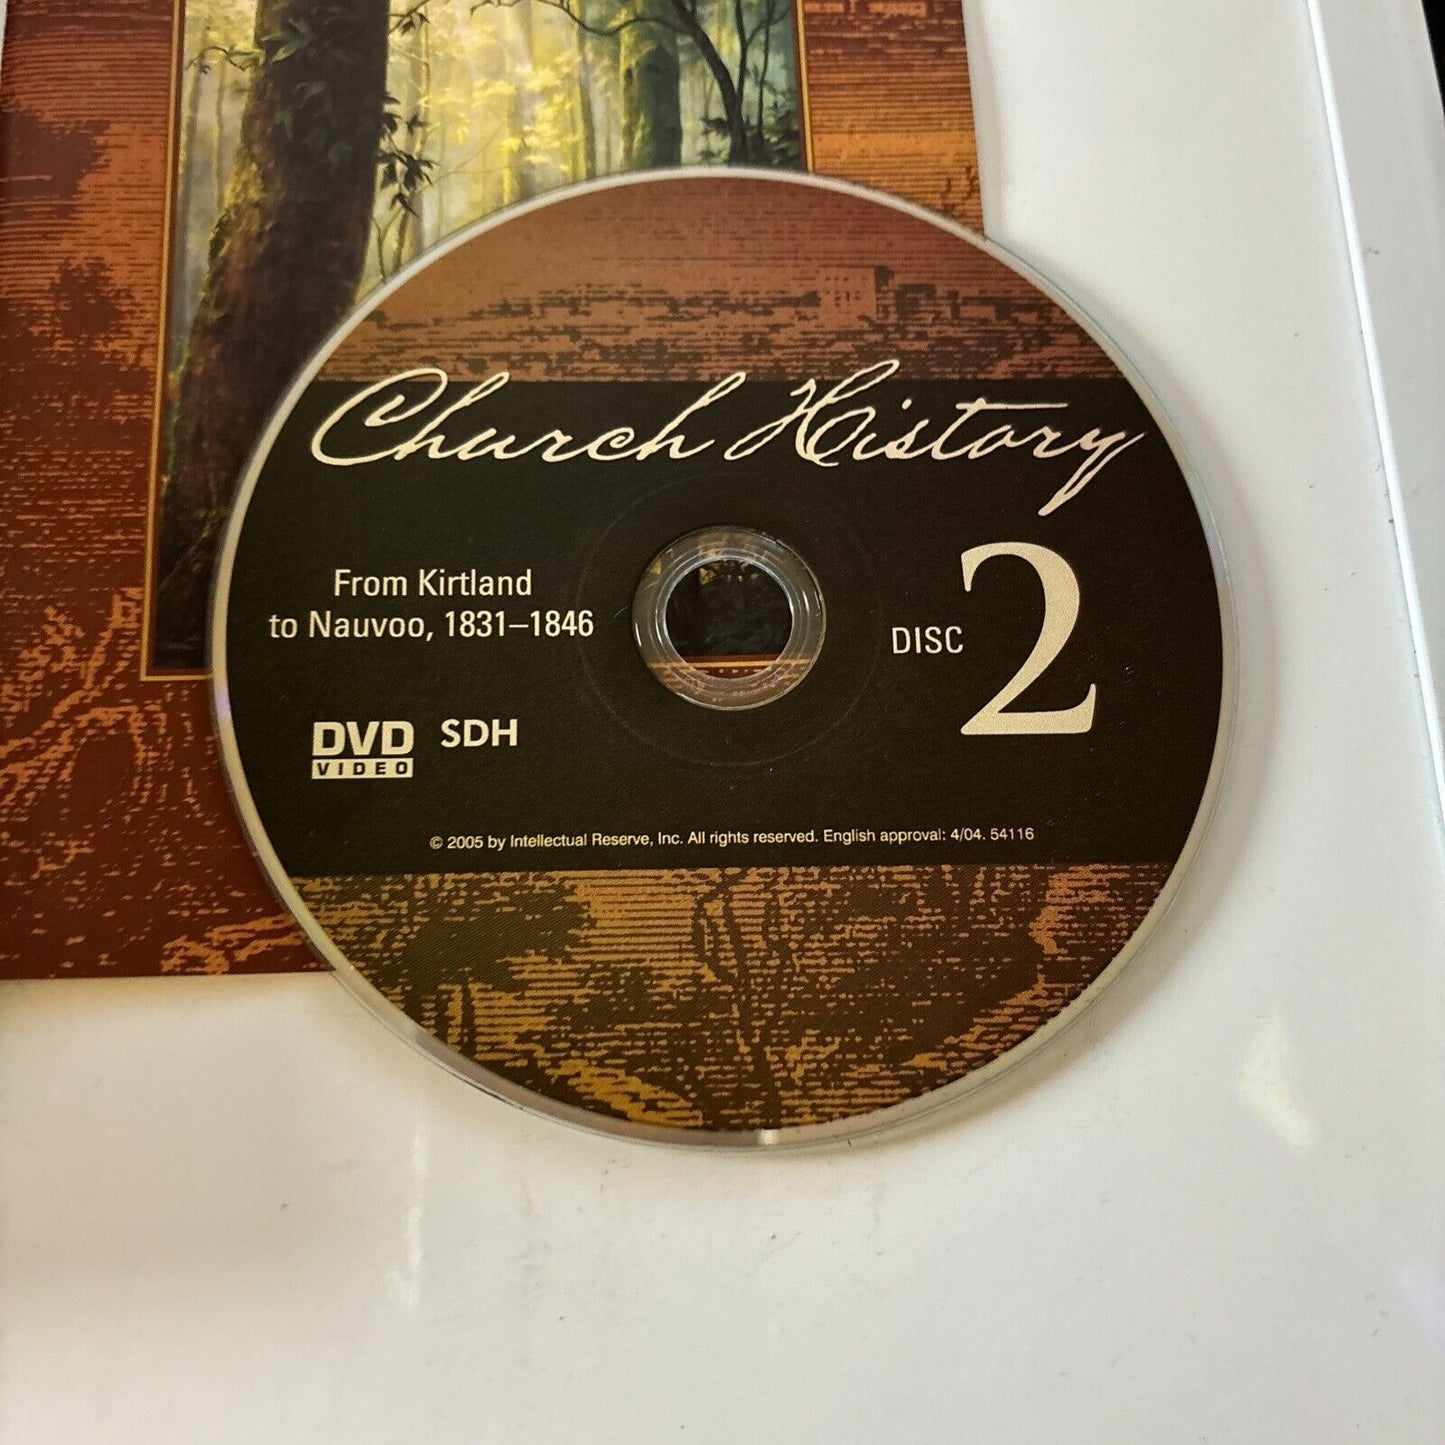 Church History
From Kirtland
to Nauvoo, 1831–1846
DISC 2
DVD
VIDEO
SDH
© 2005 by Intellectual Reserve, Inc. All rights reserved. English approval: 4/04. 54116